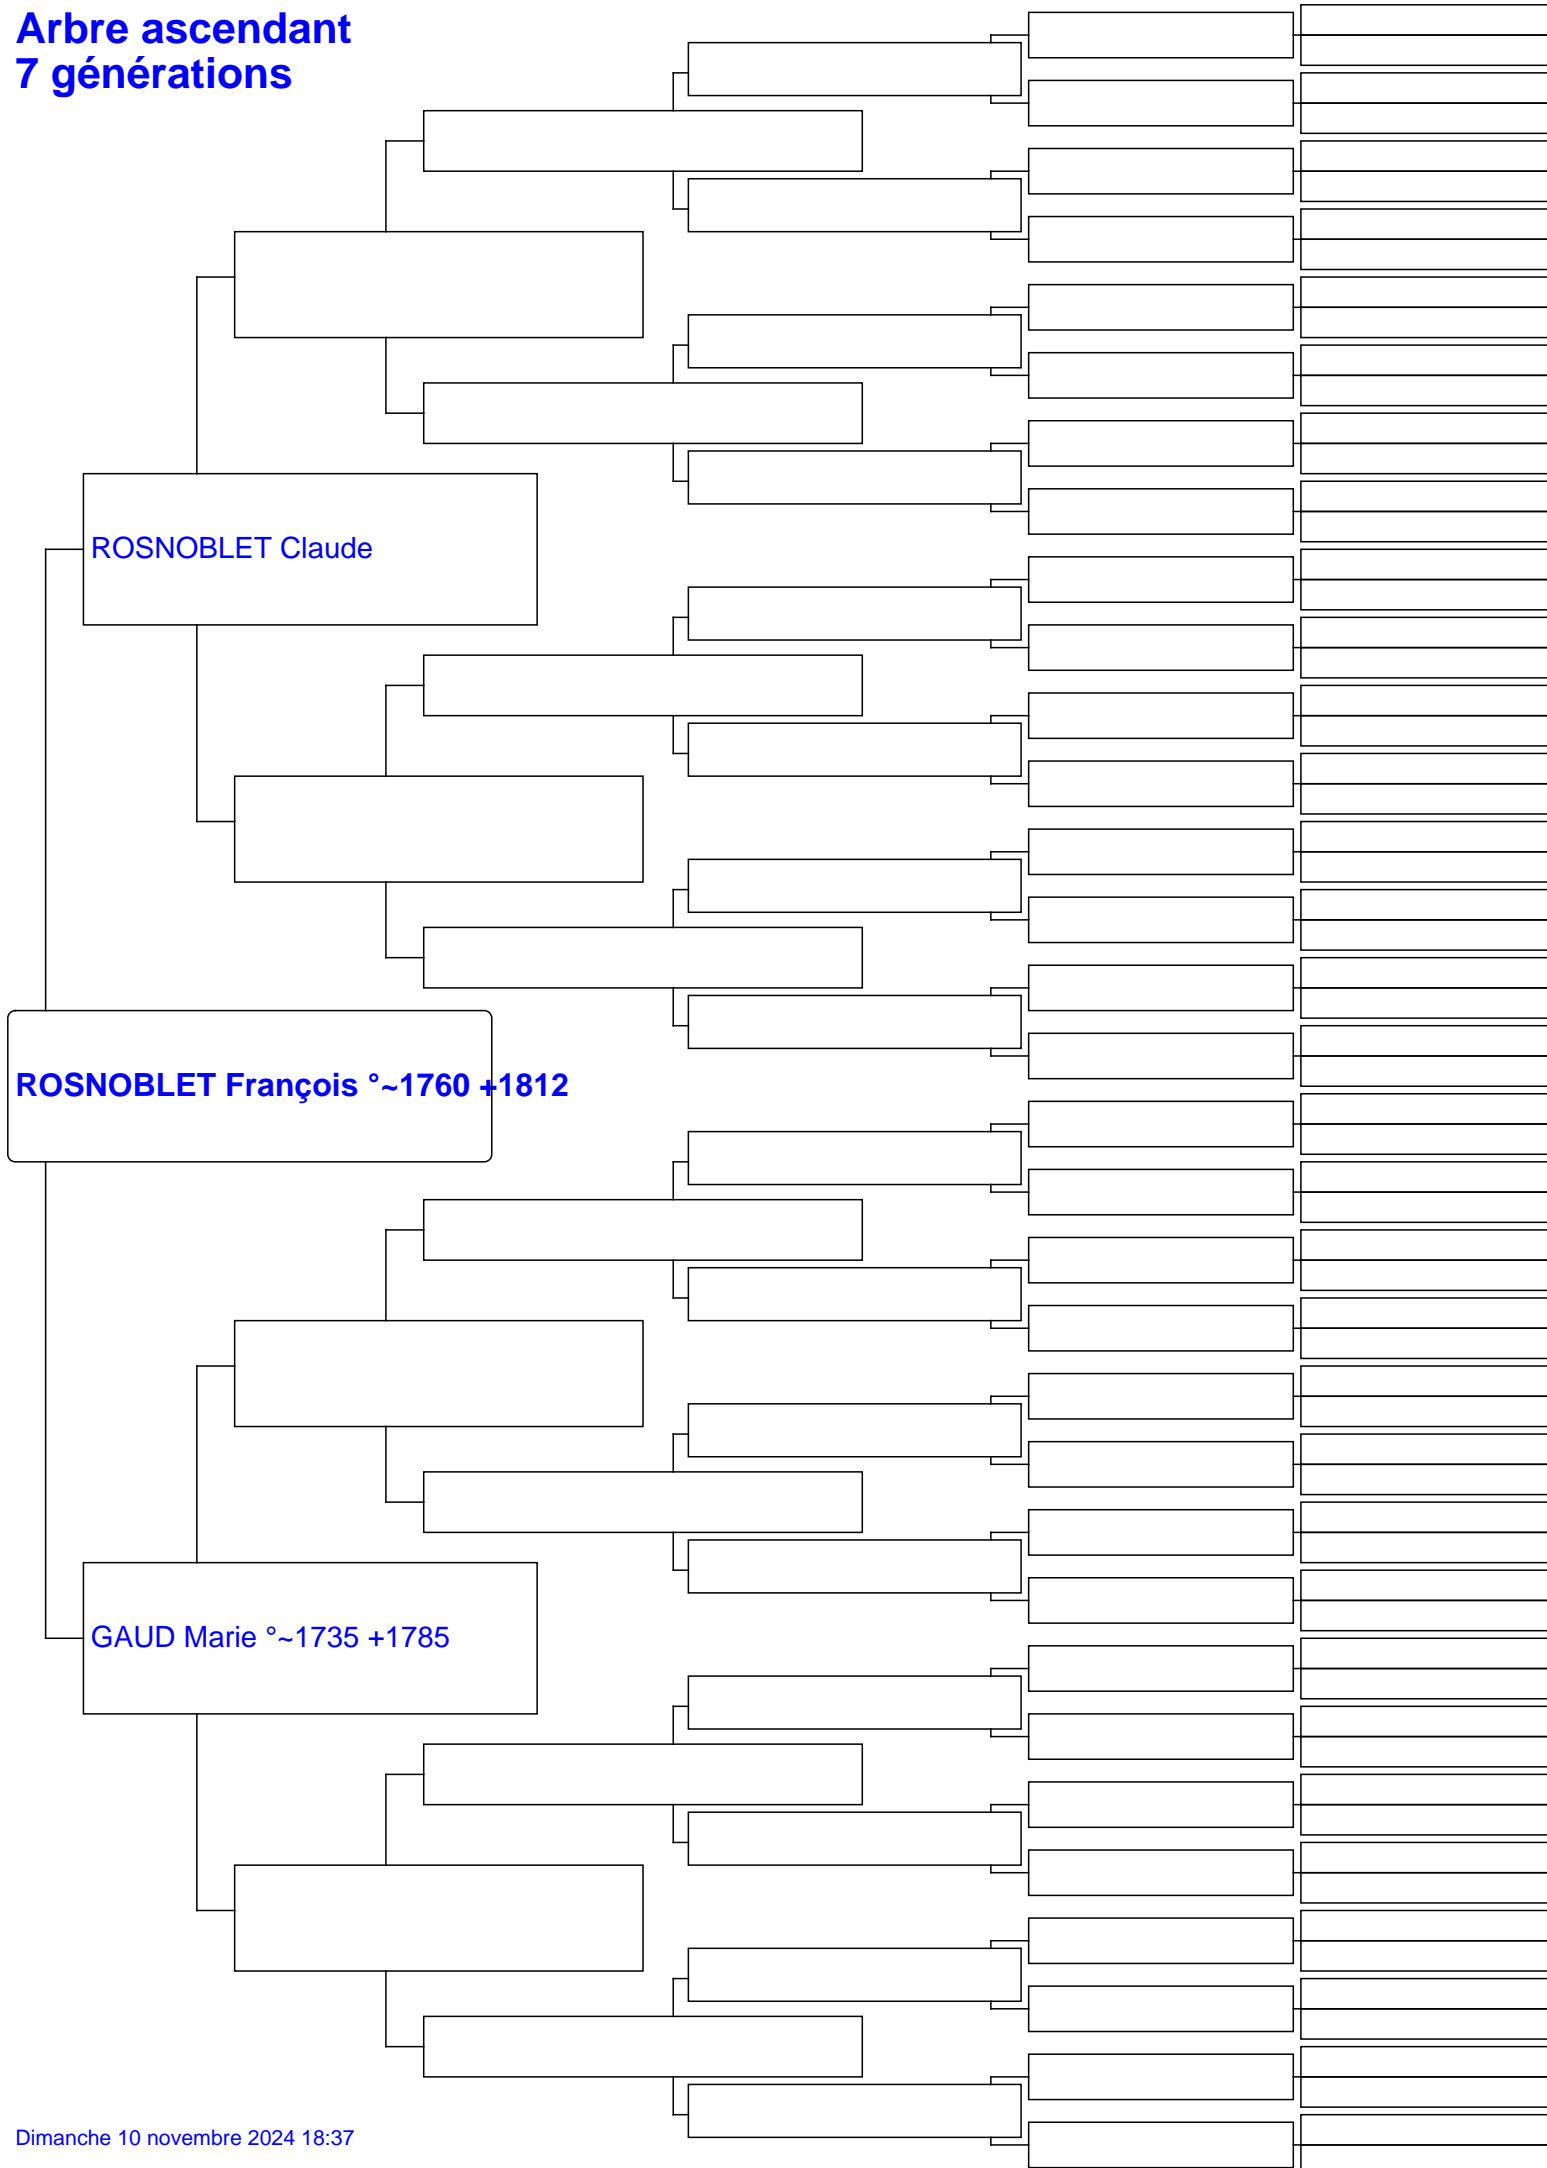 Arbre ascendant
7 générations
ROSNOBLET Claude
ROSNOBLET François °~1760 +1812
GAUD Marie °~1735 +1785
Dimanche 10 novembre 2024 18:37